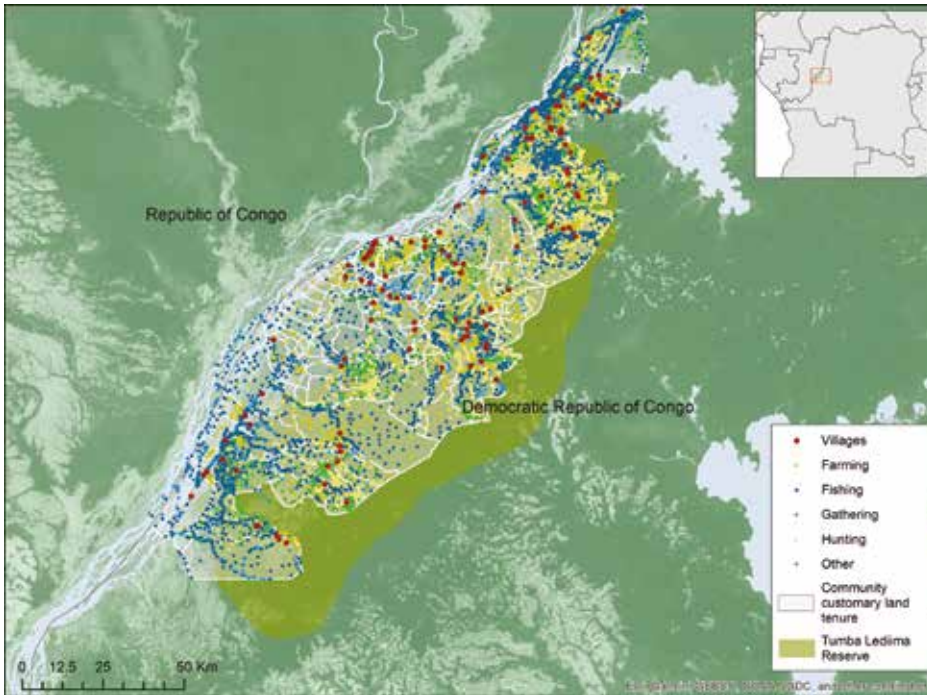 Republic of Congo
Democratic Republic of Congo
Villages
Farming
Fishing
Gathering
Hunting
Other
Community
customary land
tenure
Tumba Lediima
Reserve
0 12.5 25 50 Km